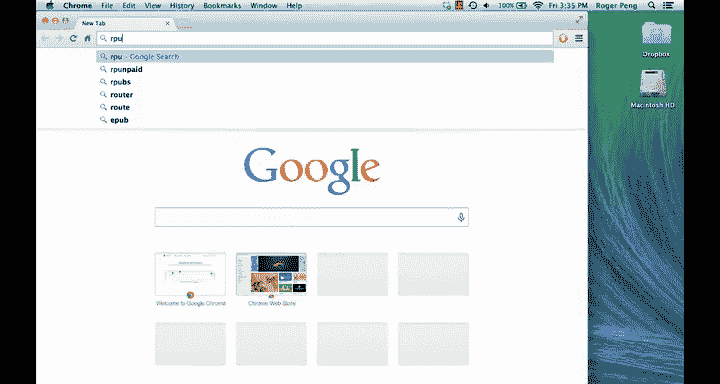 Chrome File Edit View History Bookmarks Window Help 100% Fri 3:35 PM Roger Peng
New Tab
rpu
rpu - Google Search
rpunpaid
rpubs
router
route
epub
Google
Welcome to Google Chrome
Chrome Web Store
Dropbox
Macintosh HD